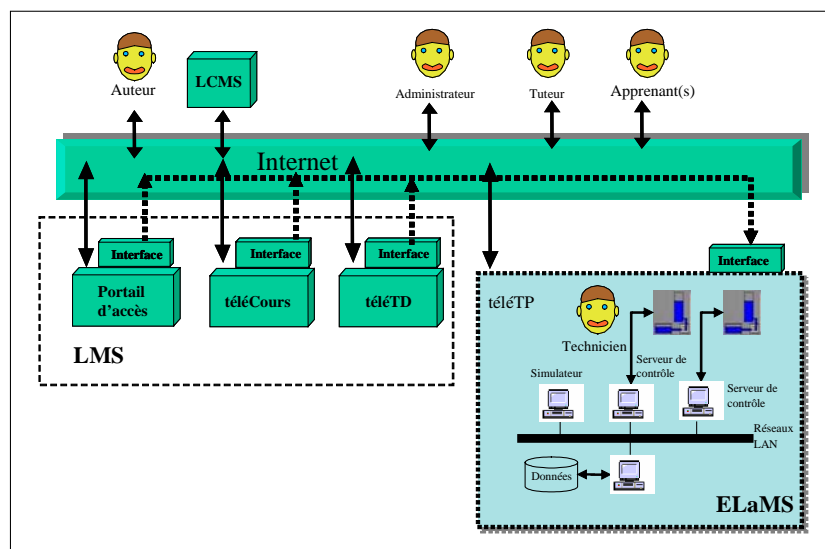 Auteur
LCMS
Administrateur
Tuteur
Apprenant(s)
Internet
Interface
Interface
Interface
Interface
Portail
d'accès
téléCours
téléTD
LMS
téléTP
Technicien
Simulateur
Serveur de
contrôle
Serveur de
contrôle
Réseaux
LAN
Données
ELaMS